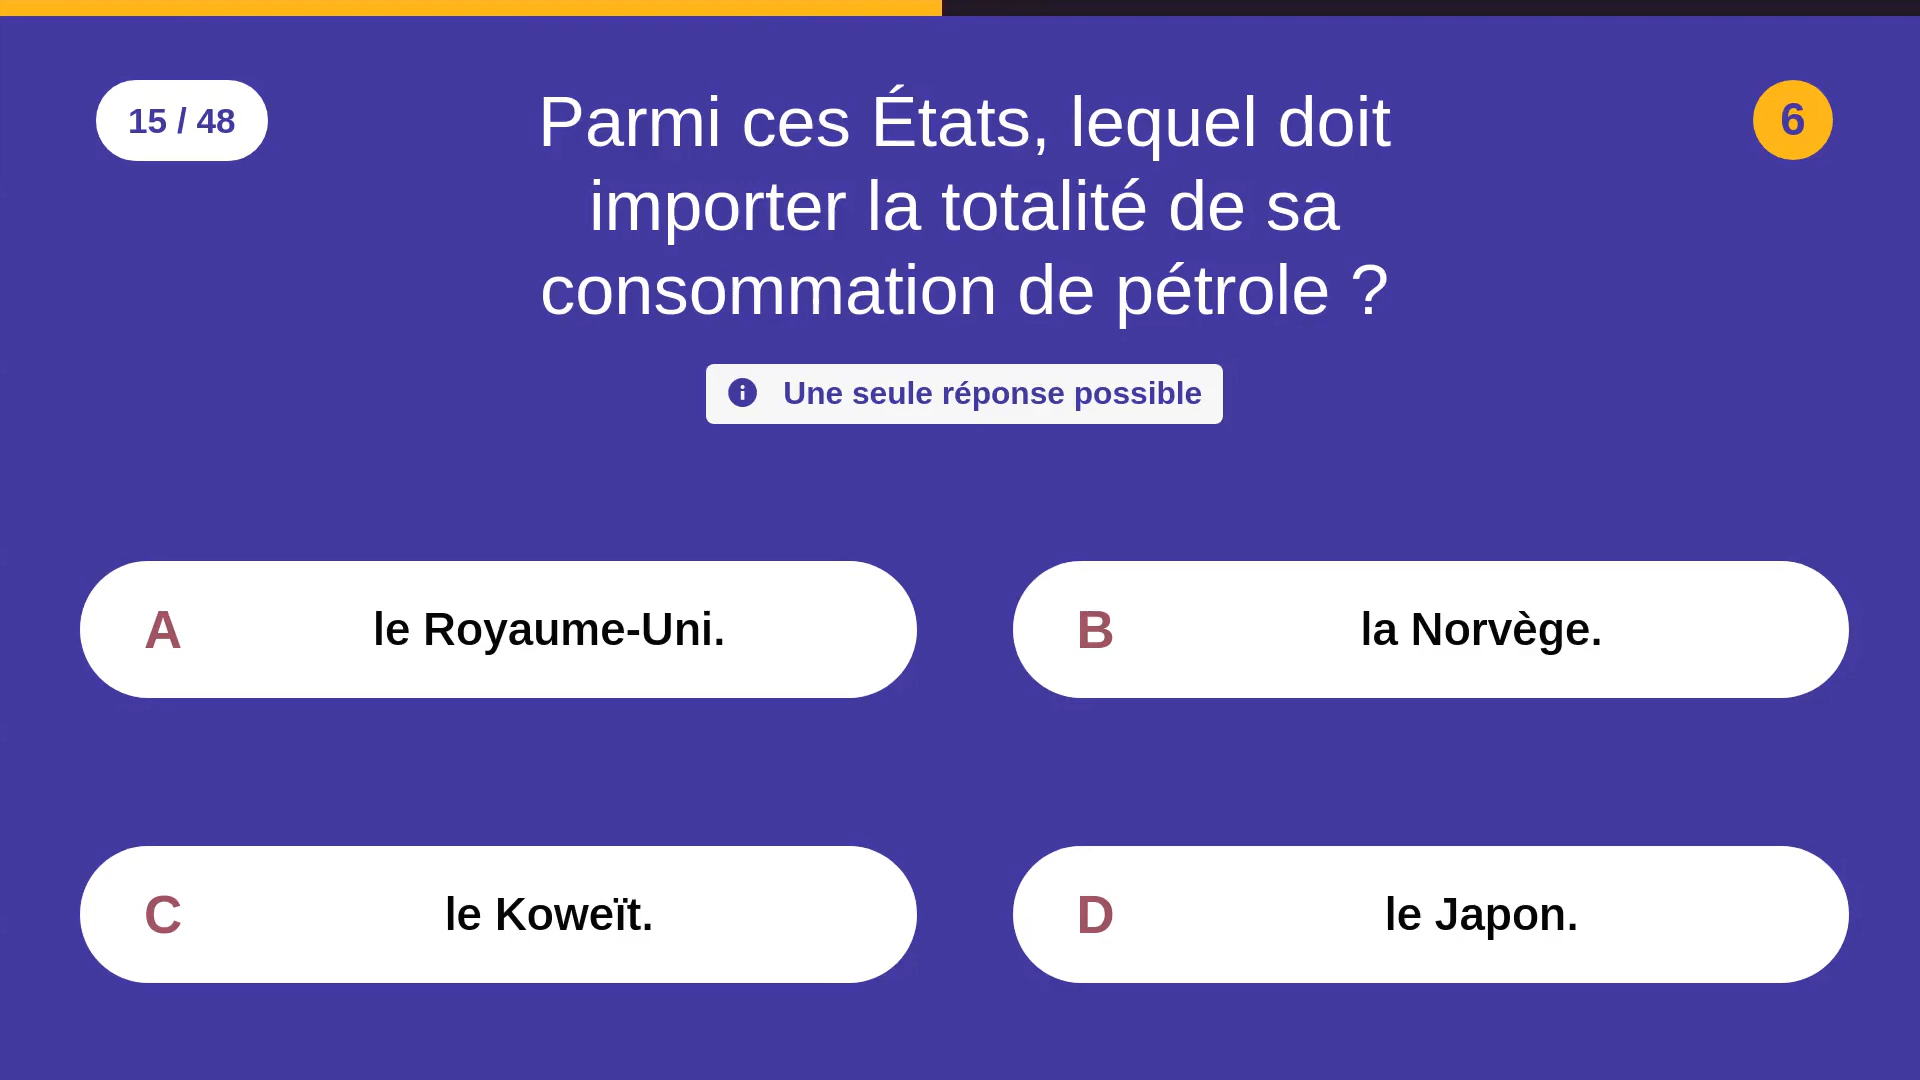 15 / 48
Parmi ces États, lequel doit
importer la totalité de sa
consommation de pétrole ?
6
Une seule réponse possible
A le Royaume-Uni.
B la Norvège.
C le Koweït.
D le Japon.